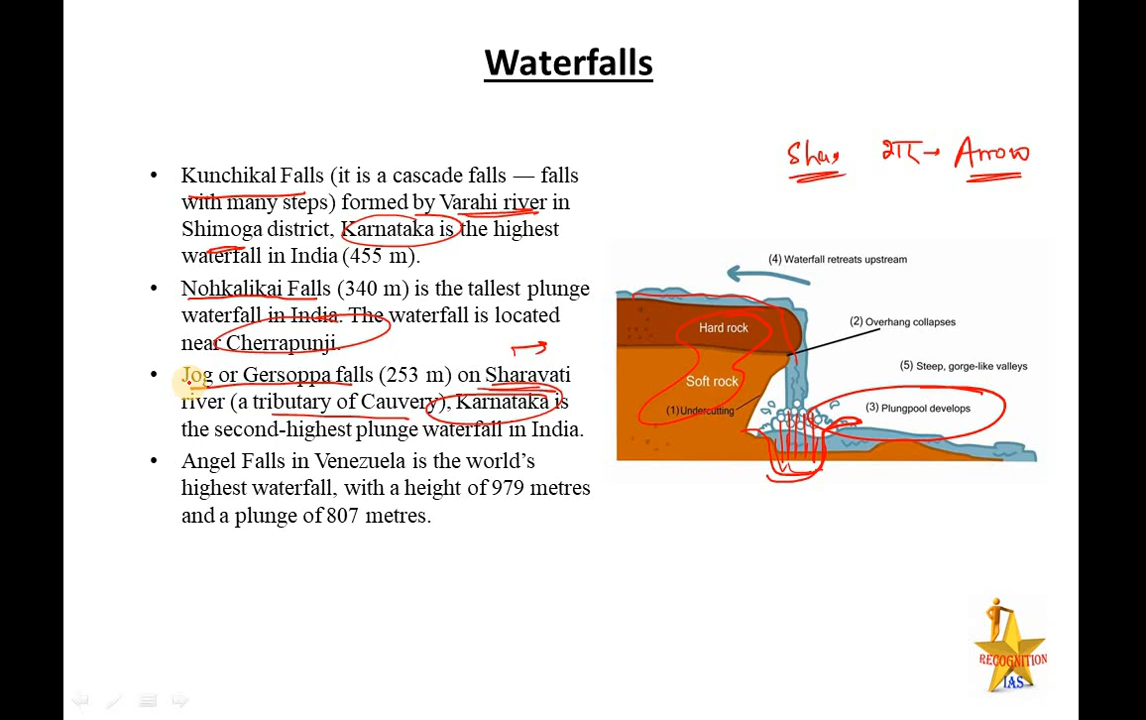 Waterfalls
Shar शर → Arrow
• Kunchikal Falls (it is a cascade falls — falls
with many steps) formed by Varahi river in
Shimoga district, Karnataka is the highest
waterfall in India (455 m).
• Nohkalikai Falls (340 m) is the tallest plunge
waterfall in India. The waterfall is located
near Cherrapunji.
• Jog or Gersoppa falls (253 m) on Sharavati
river (a tributary of Cauvery), Karnataka is
the second-highest plunge waterfall in India.
• Angel Falls in Venezuela is the world's
highest waterfall, with a height of 979 metres
and a plunge of 807 metres.
(4) Waterfall retreats upstream
Hard rock
(2) Overhang collapses
(5) Steep, gorge-like valleys
Soft rock
(1) Undercutting
(3) Plungpool develops
RECOGNITION
IAS